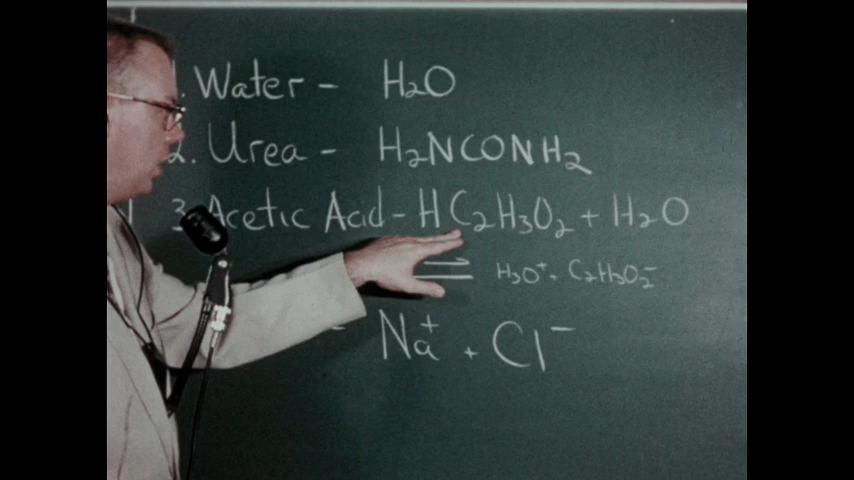 1. Water - H₂O
2. Urea - H₂NCONH₂
3. Acetic Acid - HC₂H₃O₂ + H₂O
⇌ H₃O⁺ + C₂H₃O₂⁻
- Na⁺ + Cl⁻